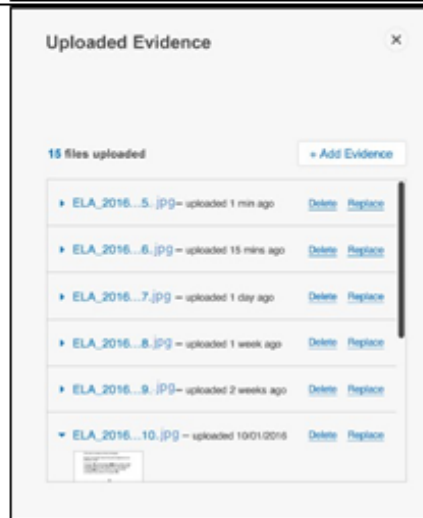 Uploaded Evidence ×
15 files uploaded + Add Evidence
ELA_2016...5. jpg– uploaded 1 min ago Delete Replace
ELA_2016...6.jpg – uploaded 15 mins ago Delete Replace
ELA_2016...7.jpg – uploaded 1 day ago Delete Replace
ELA_2016...8.jpg – uploaded 1 week ago Delete Replace
ELA_2016...9. jpg– uploaded 2 weeks ago Delete Replace
ELA_2016...10.jpg – uploaded 10/01/2016 Delete Replace